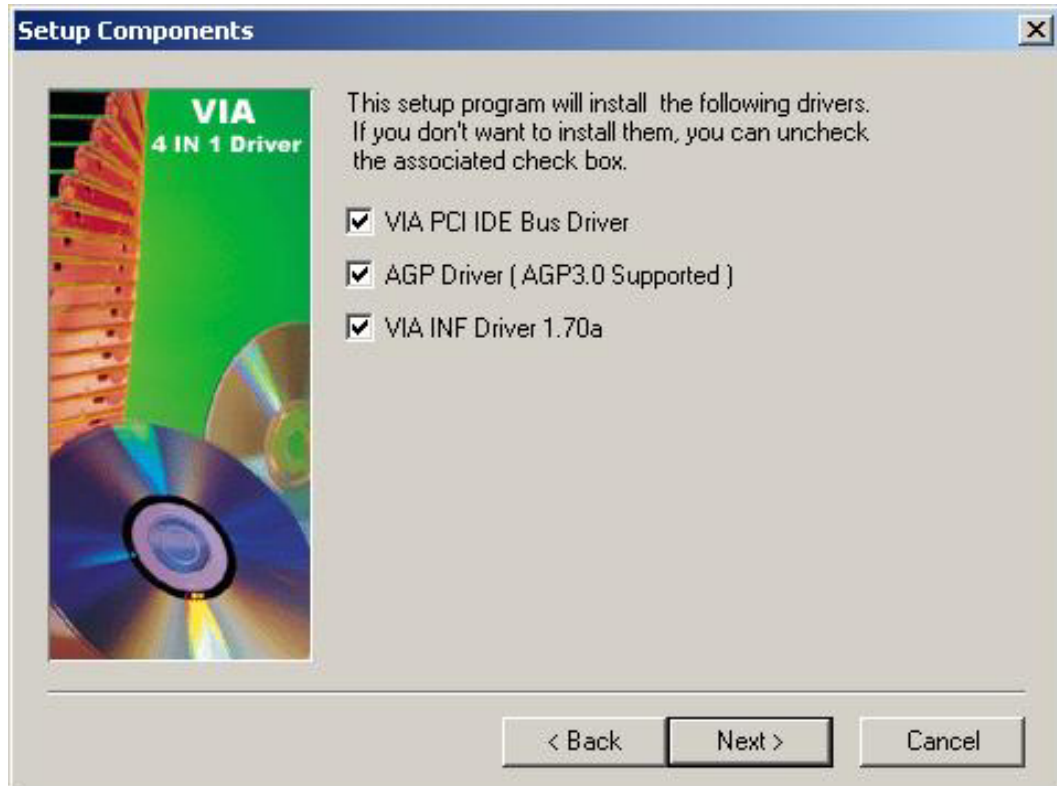 Setup Components
VIA
4 IN 1 Driver
This setup program will install  the following drivers.
If you don't want to install them, you can uncheck
the associated check box.
VIA PCI IDE Bus Driver
AGP Driver ( AGP3.0 Supported )
VIA INF Driver 1.70a
< Back
Next >
Cancel